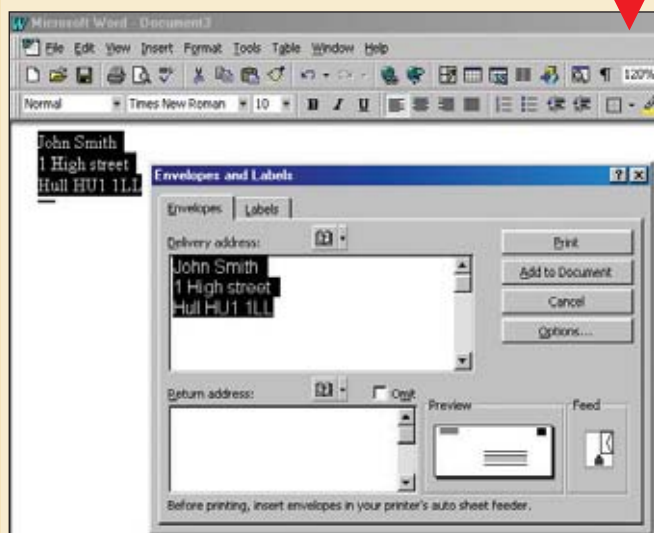 Microsoft Word - Document3
File Edit View Insert Format Tools Table Window Help
120%
Normal Times New Roman 10 B I U
John Smith
1 High street
Hull HU1 1LL
Envelopes and Labels
Envelopes Labels
Delivery address:
John Smith
1 High street
Hull HU1 1LL
Print
Add to Document
Cancel
Options...
Return address:
Omit
Preview
Feed
Before printing, insert envelopes in your printer's auto sheet feeder.